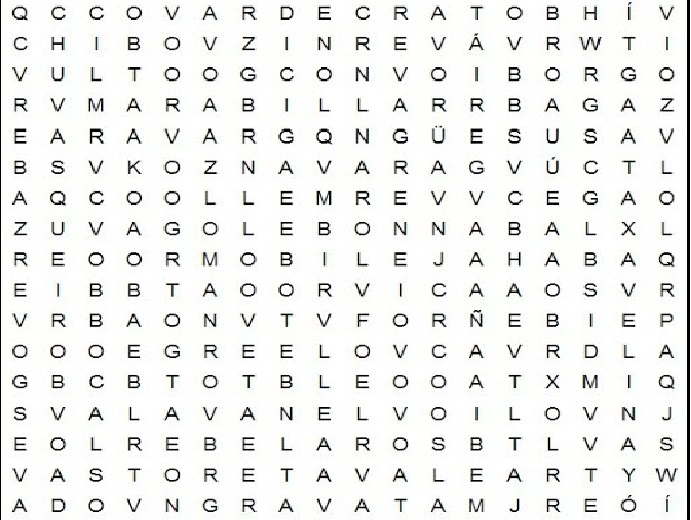 Q C C O V A R D E C R A T O B H Í V
C H I B O V Z I N R E V Á V R W T I
V U L T O O G C O N V O I B O R G O
R V M A R A B I L L A R R B A G A Z
E A R A V A R G Q N G Ü E S U S A V
B S V K O Z N A V A R A G V Ú C T L
A Q C O O L L E M R E V V C E G A O
Z U V A G O L E B O N N A B A L X L
R E O O R M O B I L E J A H A B A Q
E I B B T A O O R V I C A A O S V R
V R B A O N V T V F O R Ñ E B I E P
O O O E G R E E L O V C A V R D L A
G B C B T O T B L E O O A T X M I Q
S V A L A V A N E L V O I L O V N J
E O L R E B E L A R O S B T L V A S
V A S T O R E T A V A L E A R T Y W
A D O V N G R A V A T A M J R E Ó Í